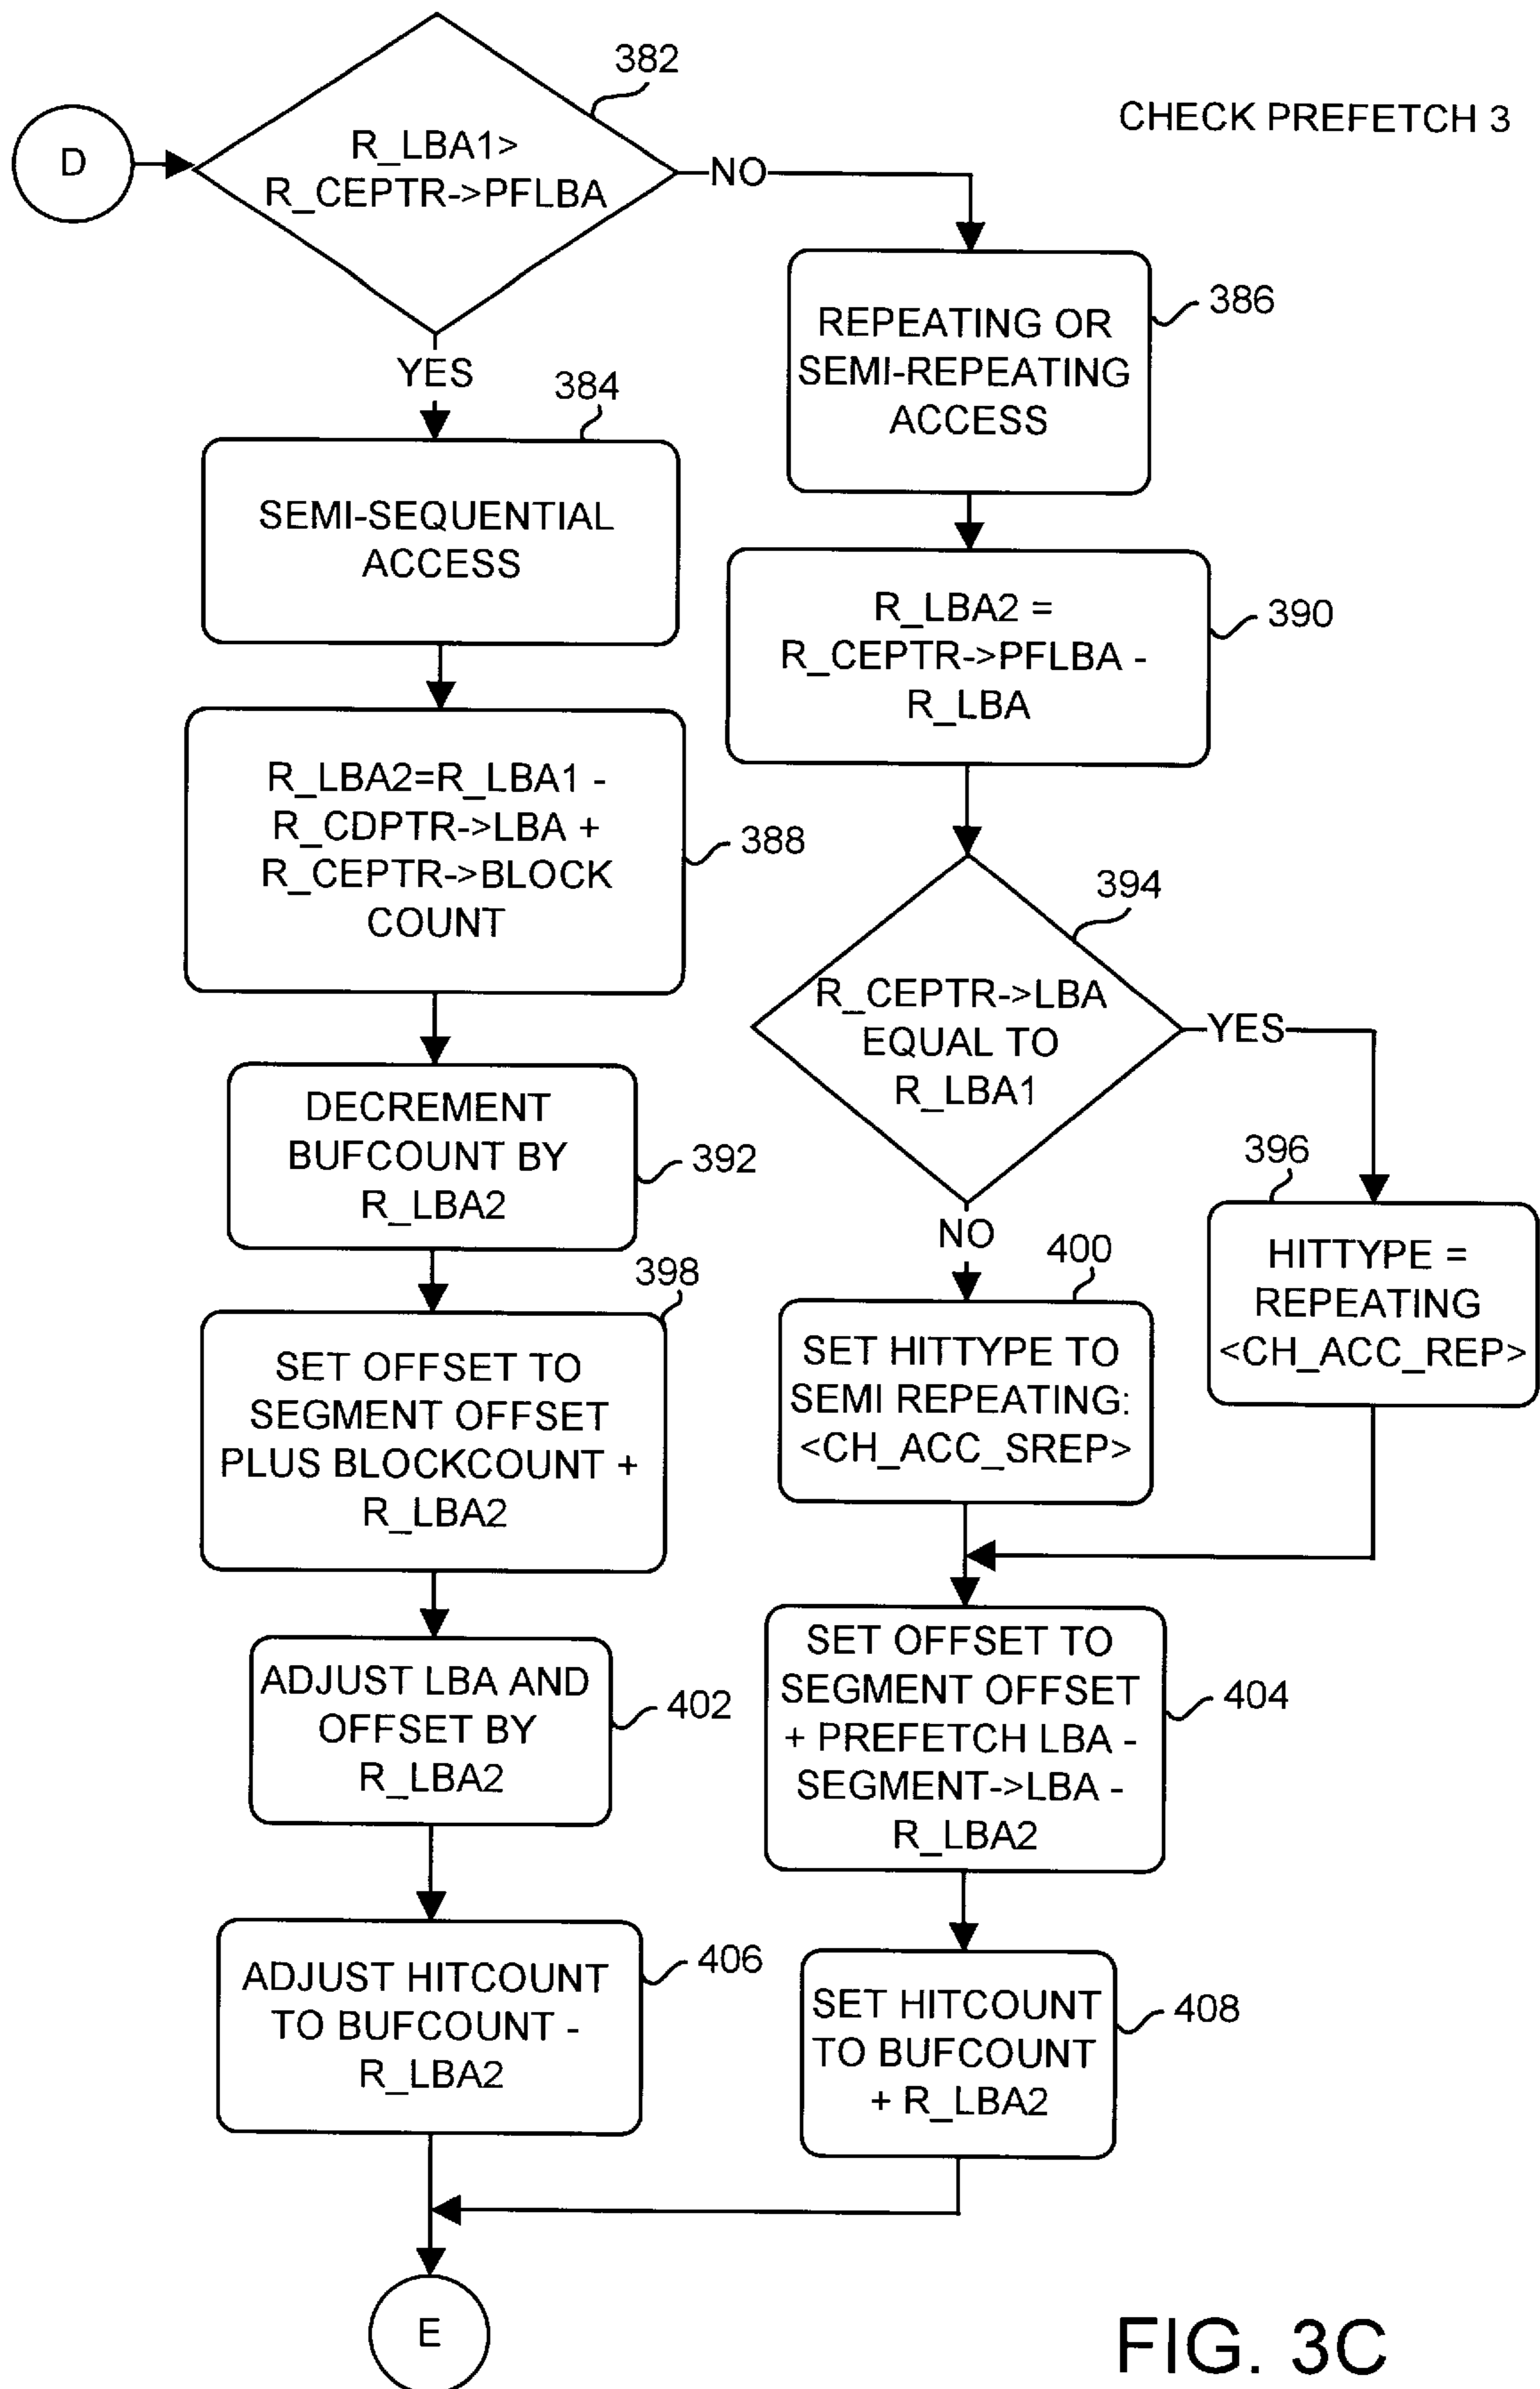 CHECK PREFETCH 3
D
382
R_LBA1>
R_CEPTR->PFLBA
NO
YES
384
SEMI-SEQUENTIAL
ACCESS
386
REPEATING OR
SEMI-REPEATING
ACCESS
388
R_LBA2=R_LBA1 -
R_CDPTR->LBA +
R_CEPTR->BLOCK
COUNT
390
R_LBA2 =
R_CEPTR->PFLBA -
R_LBA
392
DECREMENT
BUFCOUNT BY
R_LBA2
394
R_CEPTR->LBA
EQUAL TO
R_LBA1
YES
NO
396
HITTYPE =
REPEATING
<CH_ACC_REP>
398
SET OFFSET TO
SEGMENT OFFSET
PLUS BLOCKCOUNT +
R_LBA2
400
SET HITTYPE TO
SEMI REPEATING:
<CH_ACC_SREP>
402
ADJUST LBA AND
OFFSET BY
R_LBA2
404
SET OFFSET TO
SEGMENT OFFSET
+ PREFETCH LBA -
SEGMENT->LBA -
R_LBA2
406
ADJUST HITCOUNT
TO BUFCOUNT -
R_LBA2
408
SET HITCOUNT
TO BUFCOUNT
+ R_LBA2
E
FIG. 3C